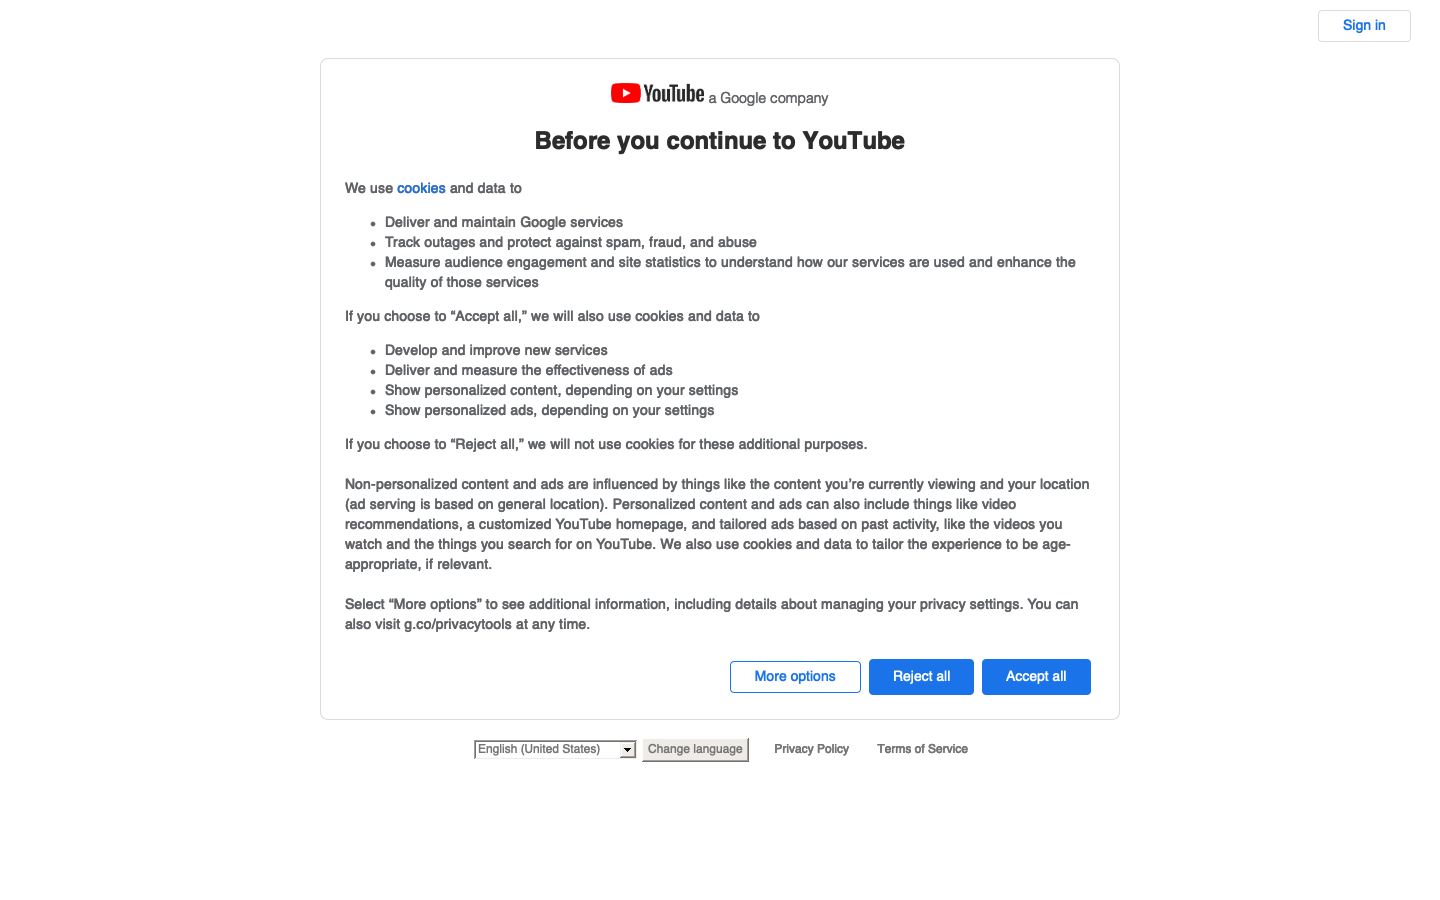 Sign in
YouTube a Google company
Before you continue to YouTube
We use cookies and data to
• Deliver and maintain Google services
• Track outages and protect against spam, fraud, and abuse
• Measure audience engagement and site statistics to understand how our services are used and enhance the
quality of those services
If you choose to “Accept all,” we will also use cookies and data to
• Develop and improve new services
• Deliver and measure the effectiveness of ads
• Show personalized content, depending on your settings
• Show personalized ads, depending on your settings
If you choose to “Reject all,” we will not use cookies for these additional purposes.
Non-personalized content and ads are influenced by things like the content you’re currently viewing and your location
(ad serving is based on general location). Personalized content and ads can also include things like video
recommendations, a customized YouTube homepage, and tailored ads based on past activity, like the videos you
watch and the things you search for on YouTube. We also use cookies and data to tailor the experience to be age-
appropriate, if relevant.
Select “More options” to see additional information, including details about managing your privacy settings. You can
also visit g.co/privacytools at any time.
More options Reject all Accept all
English (United States) Change language Privacy Policy Terms of Service